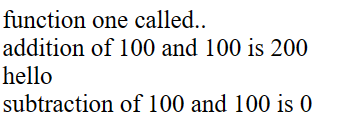 function one called..
addition of 100 and 100 is 200
hello
subtraction of 100 and 100 is 0